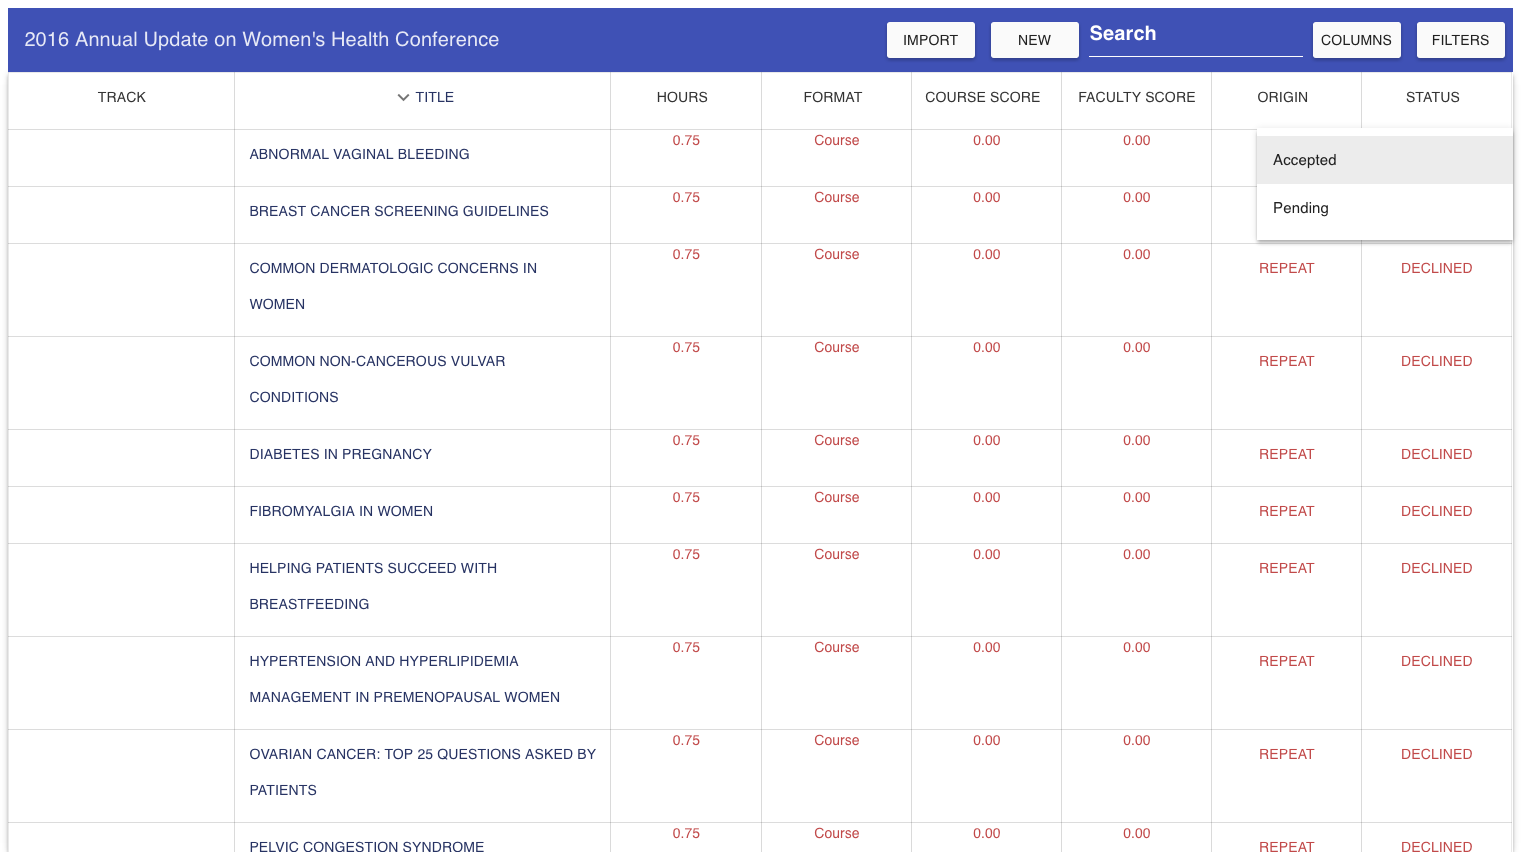 2016 Annual Update on Women's Health Conference
IMPORT
NEW
Search
COLUMNS
FILTERS
TRACK
TITLE
HOURS
FORMAT
COURSE SCORE
FACULTY SCORE
ORIGIN
STATUS
ABNORMAL VAGINAL BLEEDING
0.75
Course
0.00
0.00
Accepted
BREAST CANCER SCREENING GUIDELINES
0.75
Course
0.00
0.00
Pending
COMMON DERMATOLOGIC CONCERNS IN
WOMEN
0.75
Course
0.00
0.00
REPEAT
DECLINED
COMMON NON-CANCEROUS VULVAR
CONDITIONS
0.75
Course
0.00
0.00
REPEAT
DECLINED
DIABETES IN PREGNANCY
0.75
Course
0.00
0.00
REPEAT
DECLINED
FIBROMYALGIA IN WOMEN
0.75
Course
0.00
0.00
REPEAT
DECLINED
HELPING PATIENTS SUCCEED WITH
BREASTFEEDING
0.75
Course
0.00
0.00
REPEAT
DECLINED
HYPERTENSION AND HYPERLIPIDEMIA
MANAGEMENT IN PREMENOPAUSAL WOMEN
0.75
Course
0.00
0.00
REPEAT
DECLINED
OVARIAN CANCER: TOP 25 QUESTIONS ASKED BY
PATIENTS
0.75
Course
0.00
0.00
REPEAT
DECLINED
PELVIC CONGESTION SYNDROME
0.75
Course
0.00
0.00
REPEAT
DECLINED